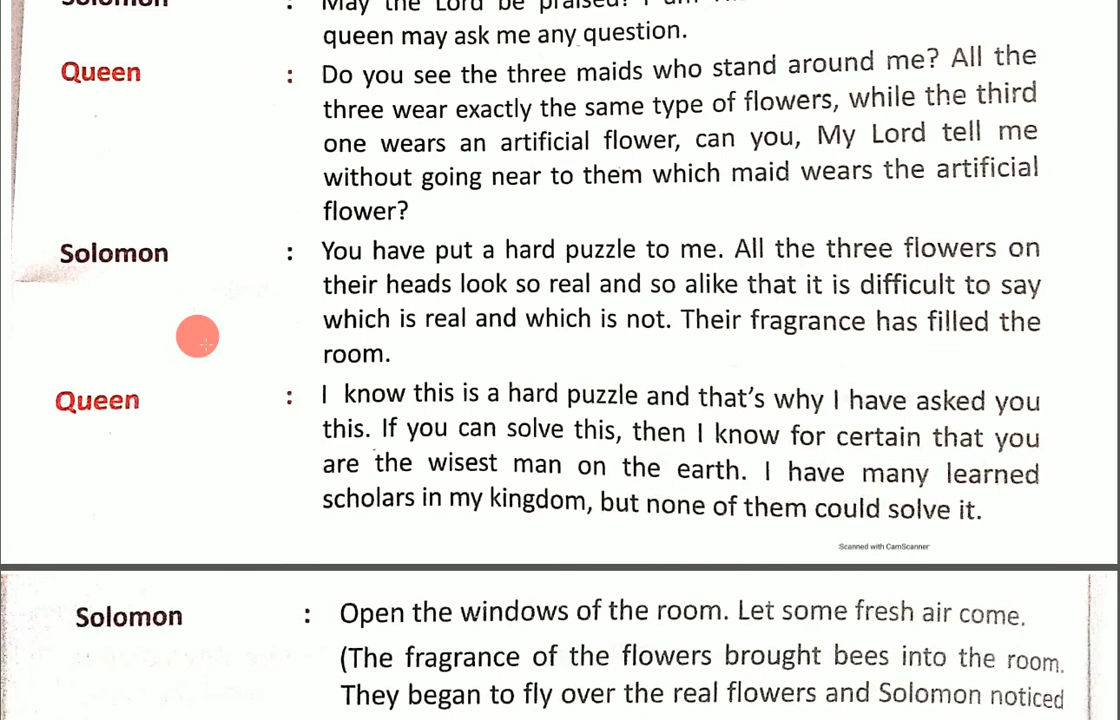 Solomon : May the Lord be praised! I am
queen may ask me any question.
Queen : Do you see the three maids who stand around me? All the
three wear exactly the same type of flowers, while the third
one wears an artificial flower, can you, My Lord tell me
without going near to them which maid wears the artificial
flower?
Solomon : You have put a hard puzzle to me. All the three flowers on
their heads look so real and so alike that it is difficult to say
which is real and which is not. Their fragrance has filled the
room.
Queen : I know this is a hard puzzle and that's why I have asked you
this. If you can solve this, then I know for certain that you
are the wisest man on the earth. I have many learned
scholars in my kingdom, but none of them could solve it.
Scanned with CamScanner
Solomon : Open the windows of the room. Let some fresh air come.
(The fragrance of the flowers brought bees into the room.
They began to fly over the real flowers and Solomon noticed